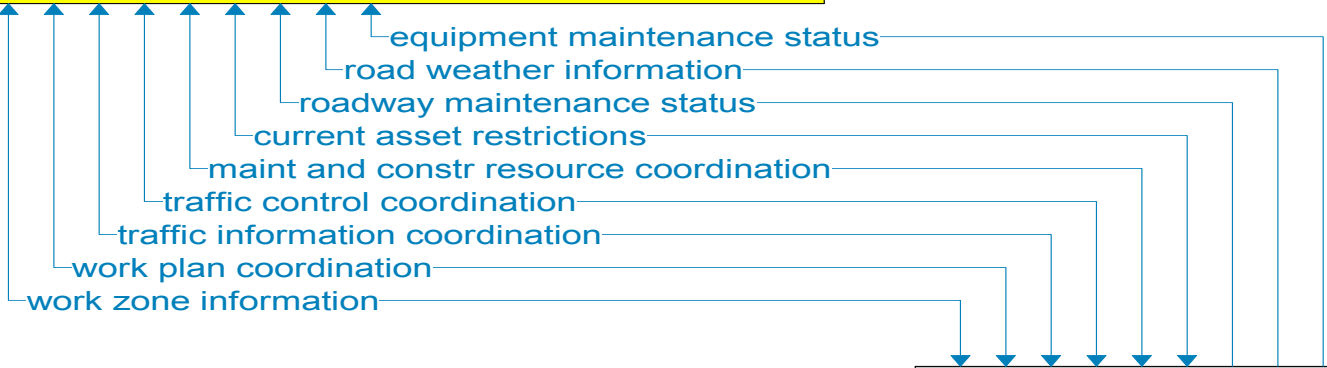 equipment maintenance status
road weather information
roadway maintenance status
current asset restrictions
maint and constr resource coordination
traffic control coordination
traffic information coordination
work plan coordination
work zone information